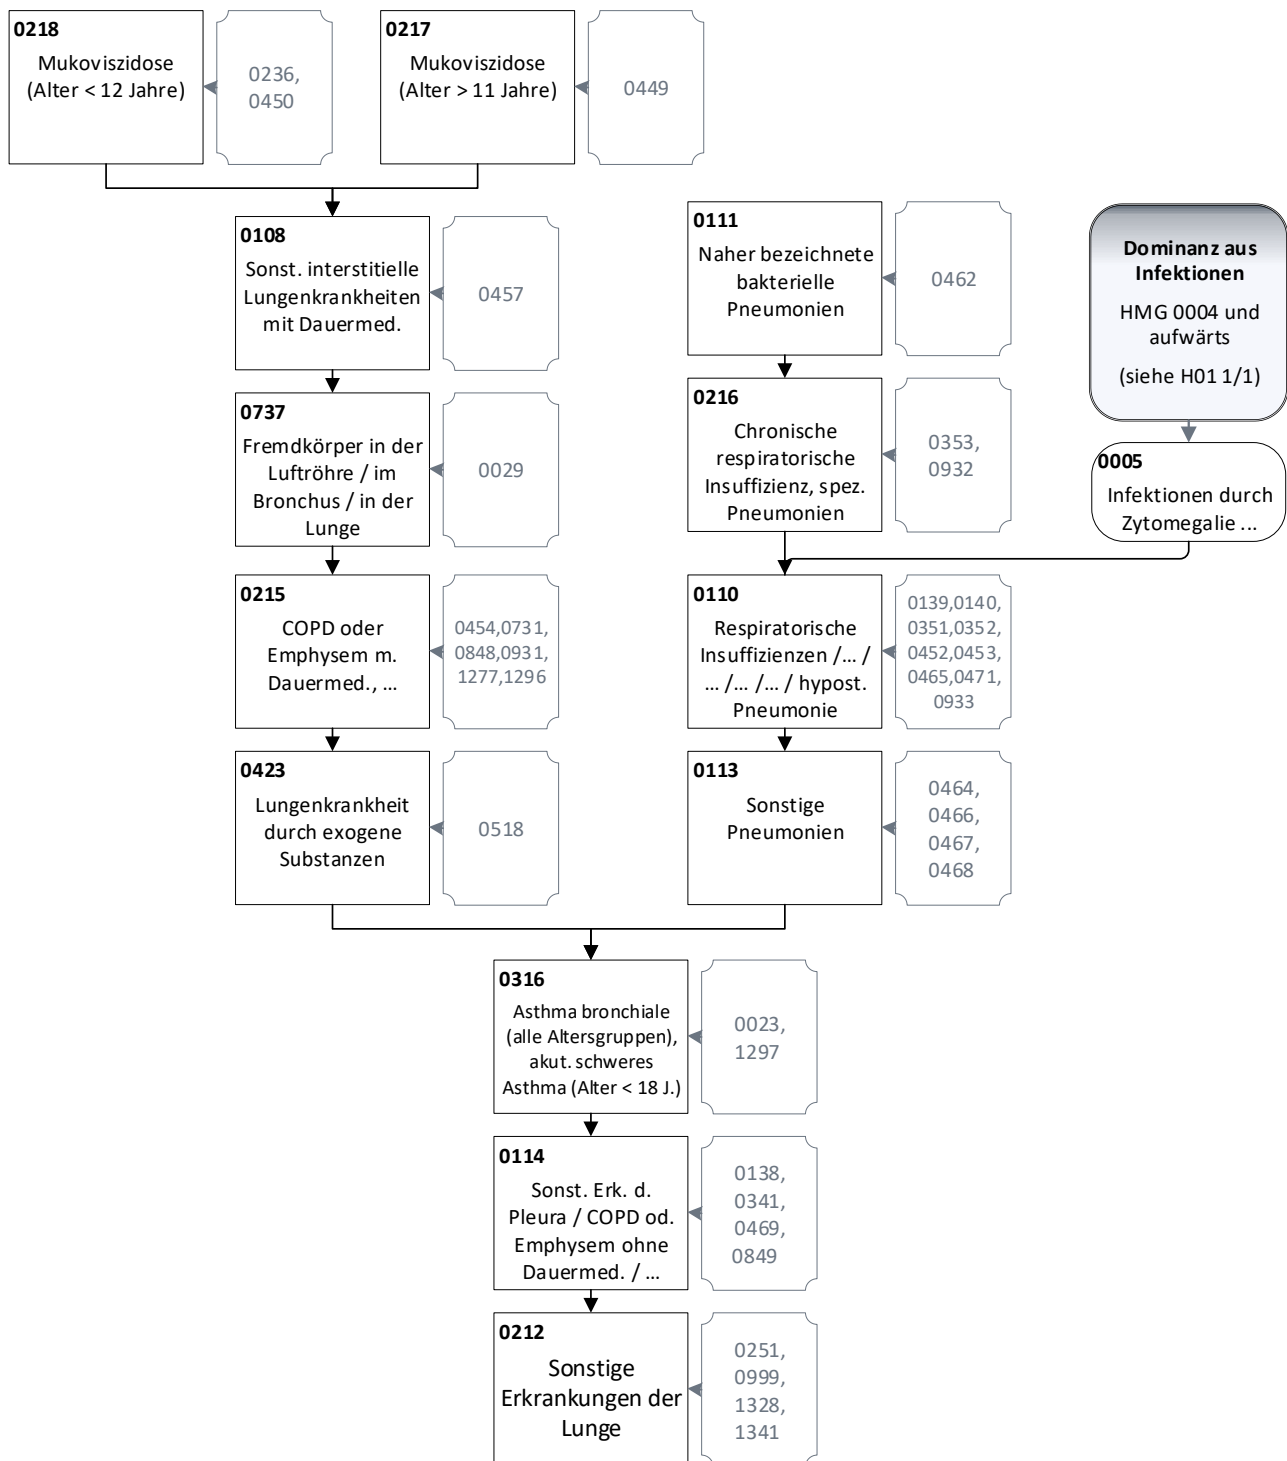 0218
Mukoviszidose
(Alter < 12 Jahre)
0236,
0450
0217
Mukoviszidose
(Alter > 11 Jahre)
0449
0108
Sonst. interstitielle
Lungenkrankheiten
mit Dauermed.
0457
0111
Naher bezeichnete
bakterielle
Pneumonien
0462
Dominanz aus
Infektionen
HMG 0004 und
aufwärts
(siehe H01 1/1)
0737
Fremdkörper in der
Luftröhre / im
Bronchus / in der
Lunge
0029
0216
Chronische
respiratorische
Insuffizienz, spez.
Pneumonien
0353,
0932
0005
Infektionen durch
Zytomegalie ...
0215
COPD oder
Emphysem m.
Dauermed., ...
0454,0731,
0848,0931,
1277,1296
0110
Respiratorische
Insuffizienzen /... /
... /... /... / hypost.
Pneumonie
0139,0140,
0351,0352,
0452,0453,
0465,0471,
0933
0423
Lungenkrankheit
durch exogene
Substanzen
0518
0113
Sonstige
Pneumonien
0464,
0466,
0467,
0468
0316
Asthma bronchiale
(alle Altersgruppen),
akut. schweres
Asthma (Alter < 18 J.)
0023,
1297
0114
Sonst. Erk. d.
Pleura / COPD od.
Emphysem ohne
Dauermed. / ...
0138,
0341,
0469,
0849
0212
Sonstige
Erkrankungen der
Lunge
0251,
0999,
1328,
1341